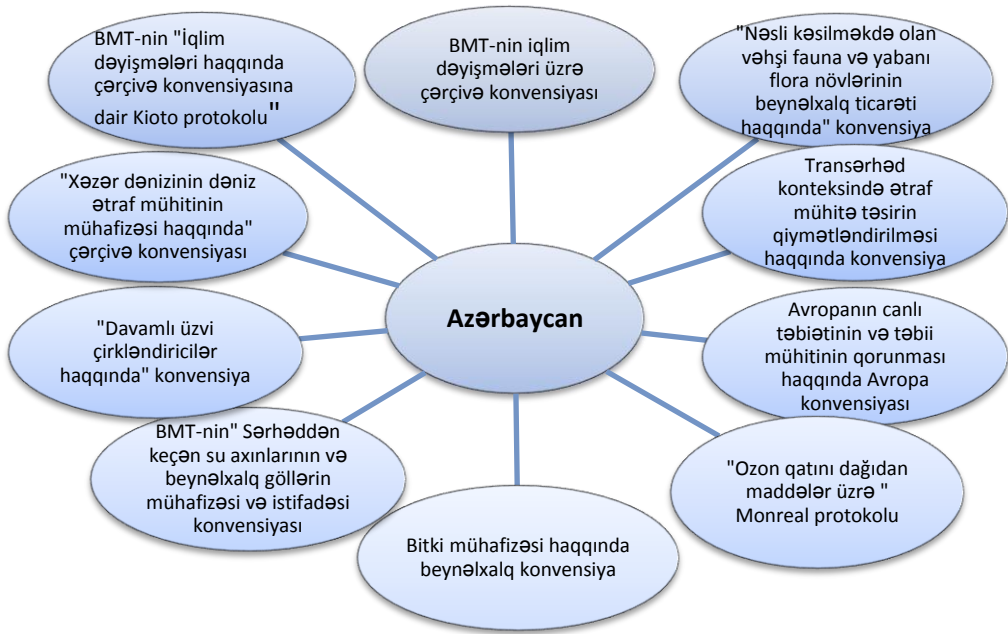 BMT-nin "İqlim
dəyişmələri haqqında
çərçivə konvensiyasına
dair Kioto protokolu"
BMT-nin iqlim
dəyişmələri üzrə
çərçivə konvensiyası
"Nəsli kəsilməkdə olan
vəhşi fauna və yabanı
flora növlərinin
beynəlxalq ticarəti
haqqında" konvensiya
"Xəzər dənizinin dəniz
ətraf mühitinin
mühafizəsi haqqında"
çərçivə konvensiyası
Transərhəd
konteksində ətraf
mühitə təsirin
qiymətləndirilməsi
haqqında konvensiya
Azərbaycan
"Davamlı üzvi
çirkləndiricilər
haqqında" konvensiya
Avropanın canlı
təbiətinin və təbii
mühitinin qorunması
haqqında Avropa
konvensiyası
BMT-nin" Sərhəddən
keçən su axınlarının və
beynəlxalq göllərin
mühafizəsi və istifadəsi
konvensiyası
"Ozon qatını dağıdan
maddələr üzrə "
Monreal protokolu
Bitki mühafizəsi haqqında
beynəlxalq konvensiya